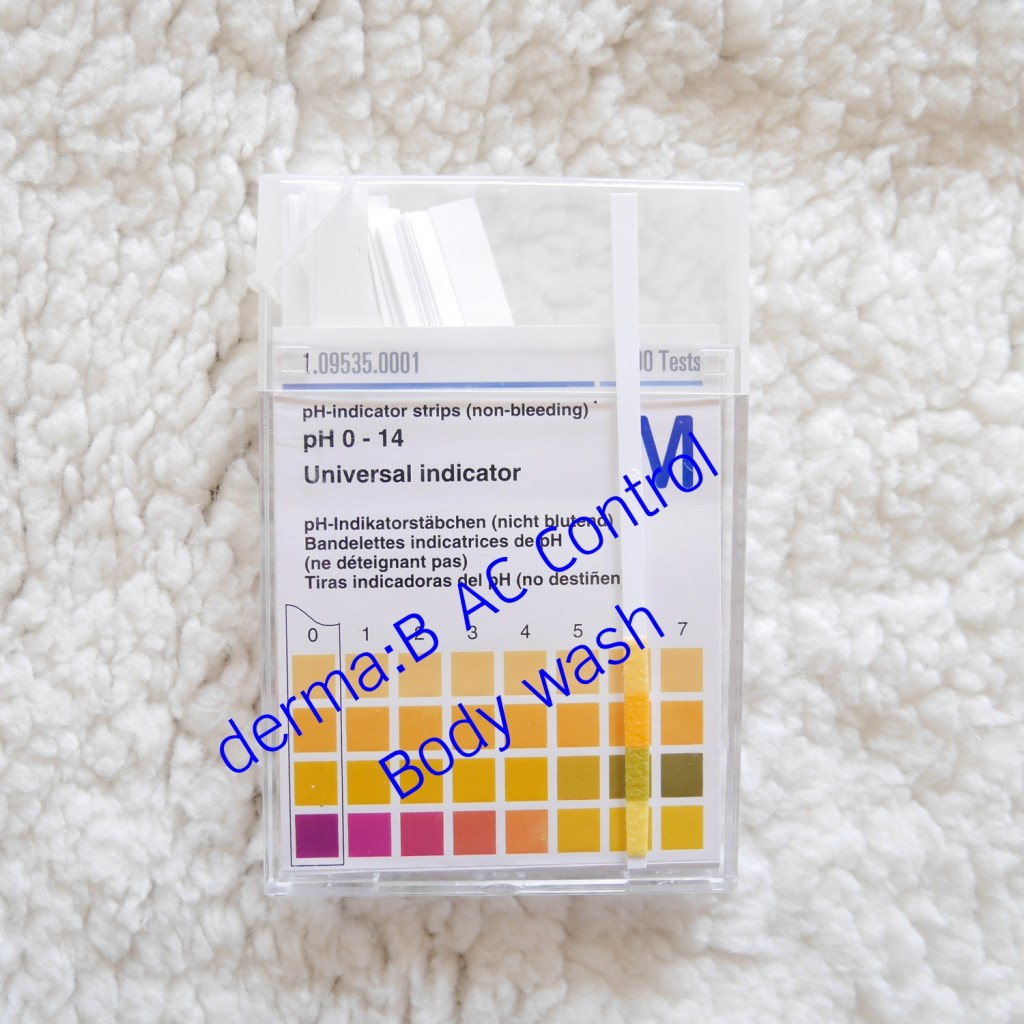 1.09535.0001
00 Tests
pH-indicator strips (non-bleeding)
pH 0 - 14
Universal indicator
pH-Indikatorstäbchen (nicht blutend)
Bandelettes indicatrices de pH
(ne déteignant pas)
Tiras indicadoras del pH (no destiñen
0 1 2 3 4 5 7
derma:B AC Control
Body wash